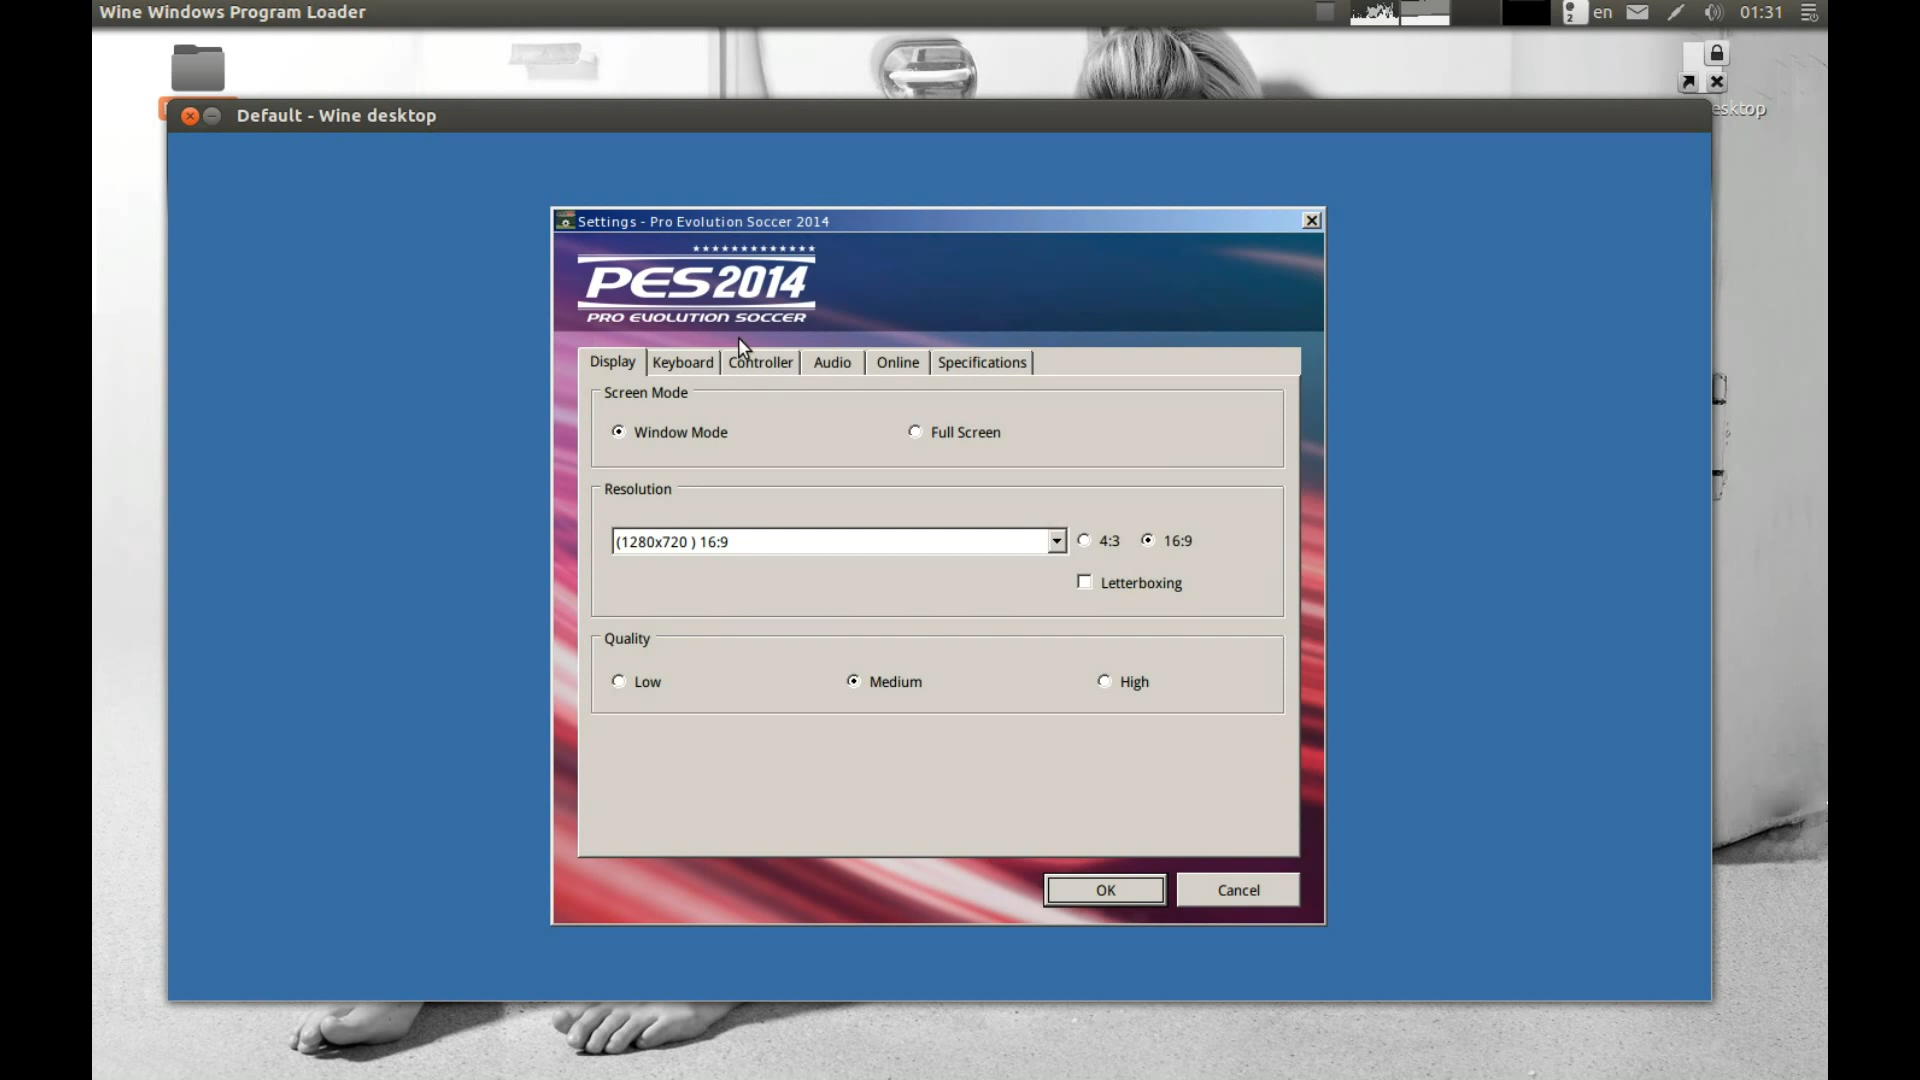 Wine Windows Program Loader
2
en
01:31
esktop
Default - Wine desktop
Settings - Pro Evolution Soccer 2014
PES2014
PRO EVOLUTION SOCCER
Display
Keyboard
Controller
Audio
Online
Specifications
Screen Mode
Window Mode
Full Screen
Resolution
(1280x720 ) 16:9
4:3
16:9
Letterboxing
Quality
Low
Medium
High
OK
Cancel